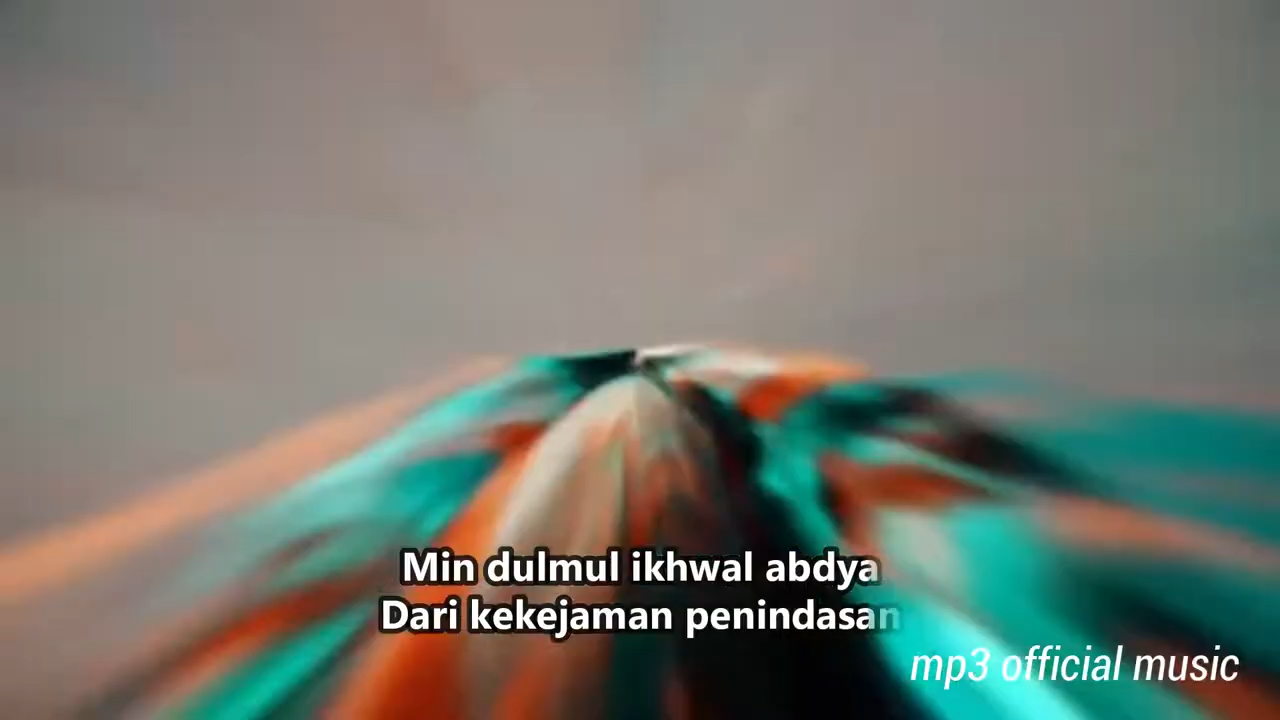 Min dulmul ikhwal abdya
Dari kekejaman penindasan
mp3 official music